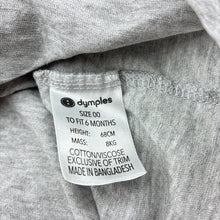 dymples
SIZE 00
TO FIT 6 MONTHS
HEIGHT: 68CM
MASS: 8KG
COTTON/VISCOSE
EXCLUSIVE OF TRIM
MADE IN BANGLADESH